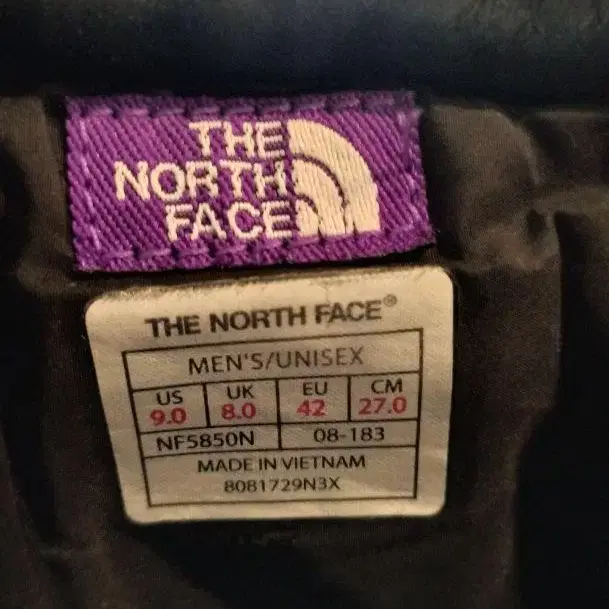 THE
NORTH
FACE
THE NORTH FACE®
MEN'S/UNISEX
US UK EU CM
9.0 8.0 42 27.0
NF5850N 08-183
MADE IN VIETNAM
8081729N3X